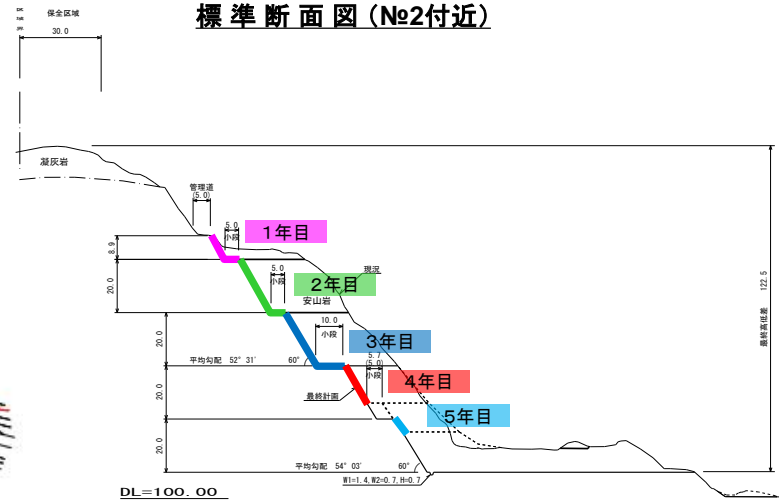 標準断面図(№2付近)
区域界
保全区域
30.0
凝灰岩
管理道
(5.0)
5.0
小段
1年目
8.9
5.0
小段
2年目
現況
安山岩
20.0
122.5
最終高低差
10.0
小段
3年目
20.0
平均勾配 52°31′
60°
5.7
(5.0)
小段
4年目
最終計画
20.0
5年目
20.0
平均勾配 54°03′
60°
W1=1.4, W2=0.7, H=0.7
DL=100.00